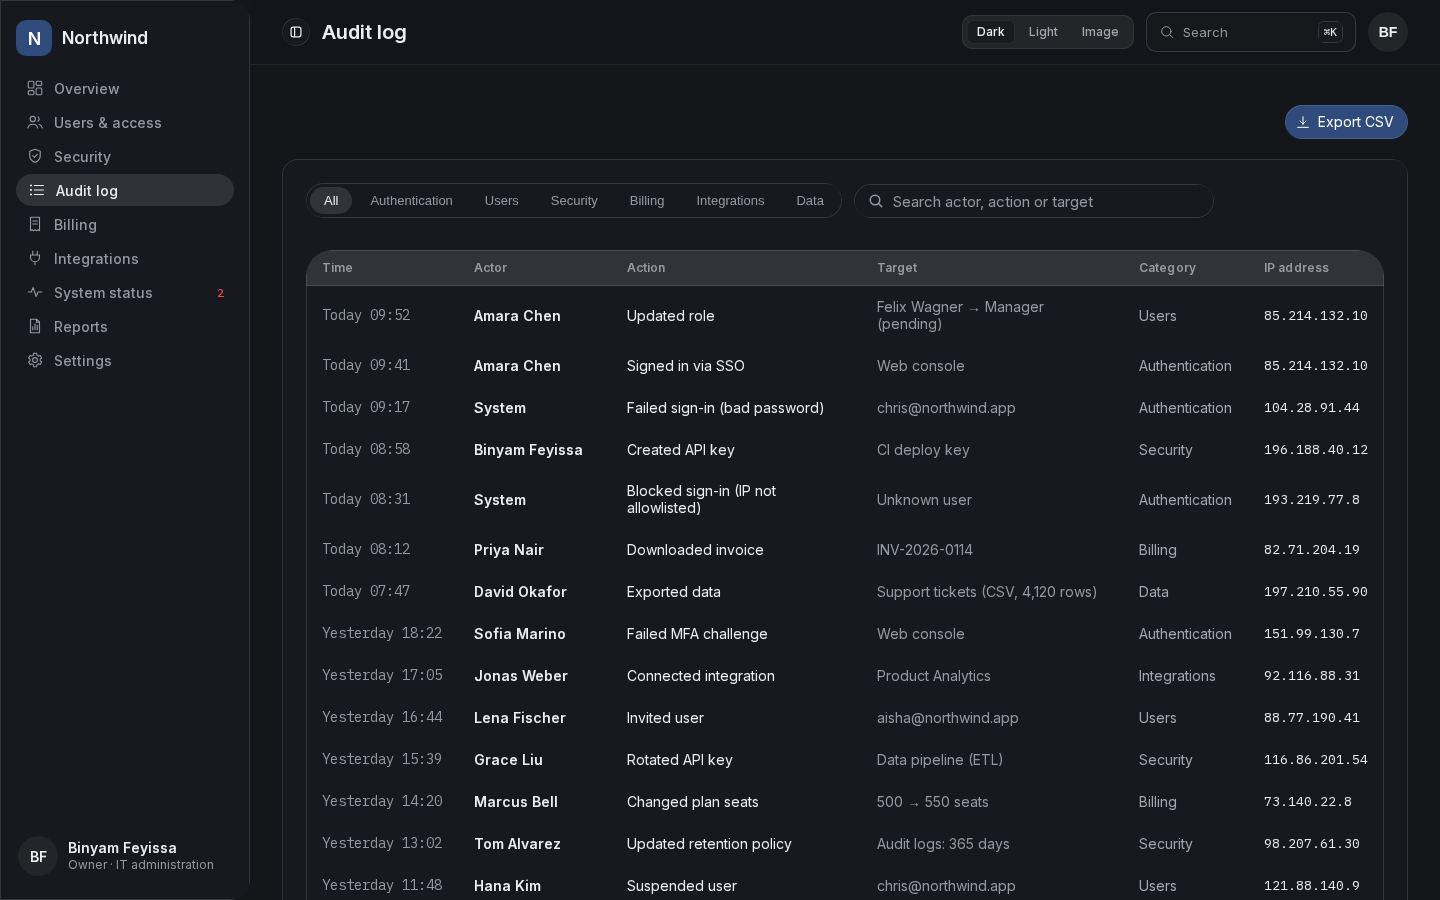 N Northwind
Overview
Users & access
Security
Audit log
Billing
Integrations
System status 2
Reports
Settings
BF Binyam Feyissa
Owner · IT administration
Audit log
Dark Light Image
Search ⌘K
BF
Export CSV
All Authentication Users Security Billing Integrations Data
Search actor, action or target
Time Actor Action Target Category IP address
Today 09:52 Amara Chen Updated role Felix Wagner → Manager
(pending) Users 85.214.132.10
Today 09:41 Amara Chen Signed in via SSO Web console Authentication 85.214.132.10
Today 09:17 System Failed sign-in (bad password) chris@northwind.app Authentication 104.28.91.44
Today 08:58 Binyam Feyissa Created API key CI deploy key Security 196.188.40.12
Today 08:31 System Blocked sign-in (IP not
allowlisted) Unknown user Authentication 193.219.77.8
Today 08:12 Priya Nair Downloaded invoice INV-2026-0114 Billing 82.71.204.19
Today 07:47 David Okafor Exported data Support tickets (CSV, 4,120 rows) Data 197.210.55.90
Yesterday 18:22 Sofia Marino Failed MFA challenge Web console Authentication 151.99.130.7
Yesterday 17:05 Jonas Weber Connected integration Product Analytics Integrations 92.116.88.31
Yesterday 16:44 Lena Fischer Invited user aisha@northwind.app Users 88.77.190.41
Yesterday 15:39 Grace Liu Rotated API key Data pipeline (ETL) Security 116.86.201.54
Yesterday 14:20 Marcus Bell Changed plan seats 500 → 550 seats Billing 73.140.22.8
Yesterday 13:02 Tom Alvarez Updated retention policy Audit logs: 365 days Security 98.207.61.30
Yesterday 11:48 Hana Kim Suspended user chris@northwind.app Users 121.88.140.9